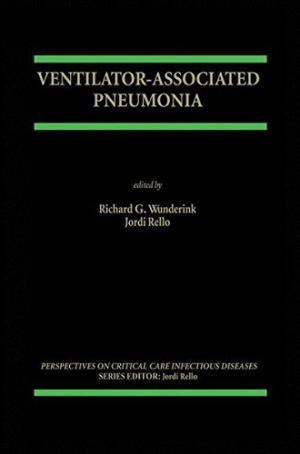 VENTILATOR-ASSOCIATED
PNEUMONIA
edited by
Richard G. Wunderink
Jordi Rello
PERSPECTIVES ON CRITICAL CARE INFECTIOUS DISEASES
SERIES EDITOR: Jordi Rello